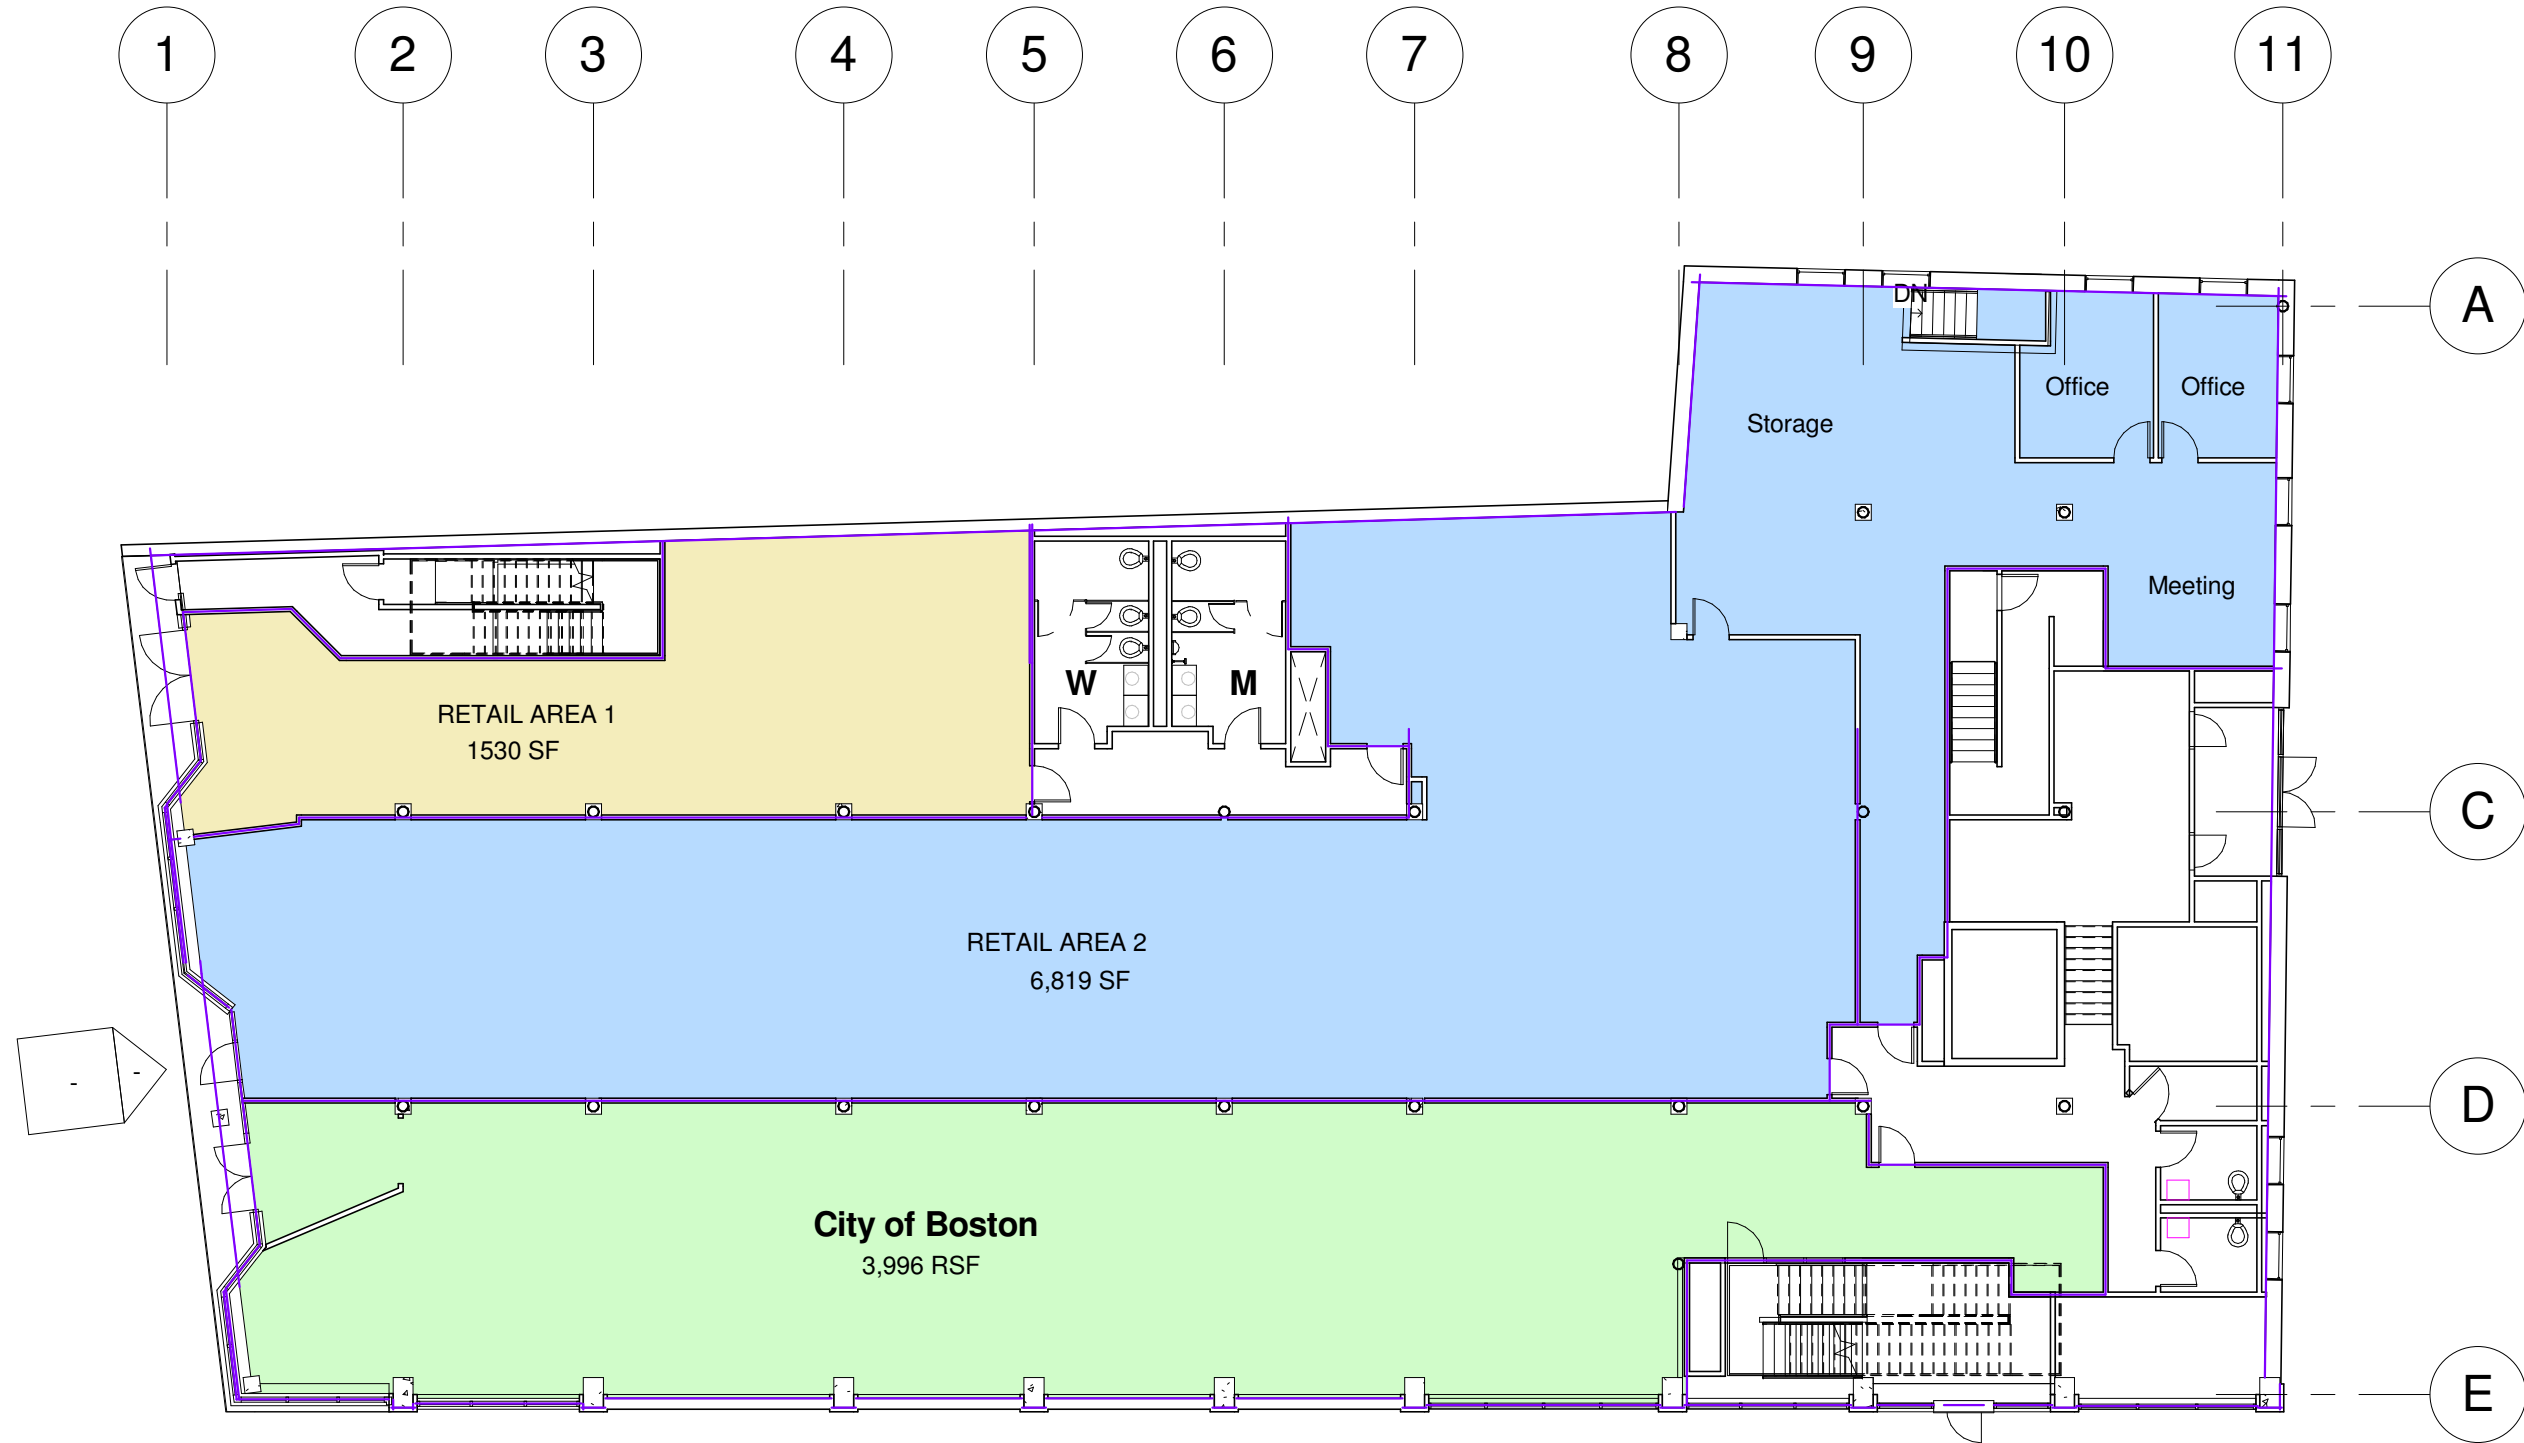 1 2 3 4 5 6 7 8 9 10 11
A
DN
Office Office
Storage
Meeting
W M
RETAIL AREA 1
1530 SF
C
RETAIL AREA 2
6,819 SF
- -
D
City of Boston
3,996 RSF
E